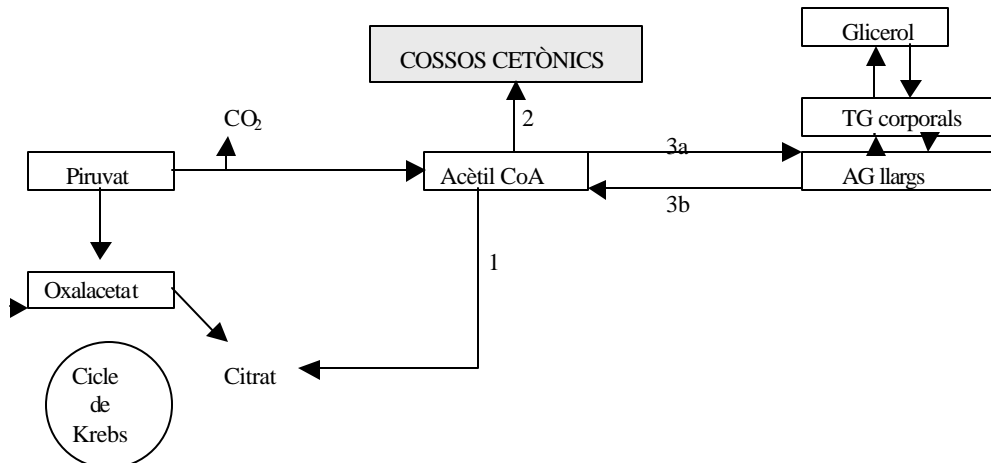 Glicerol
COSSOS CETÒNICS
TG corporals
CO₂
2
3a
Piruvat
Acètil CoA
AG llargs
3b
1
Oxalacetat
Cicle
de
Krebs
Citrat